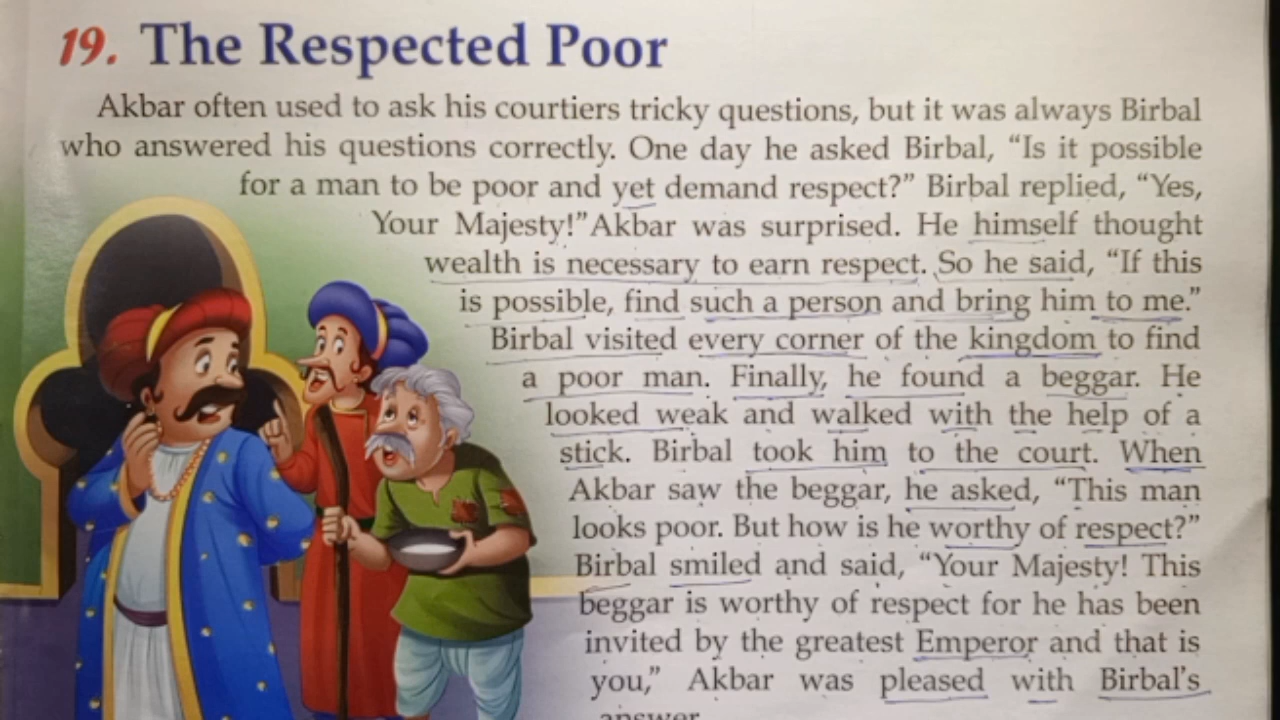 19. The Respected Poor
Akbar often used to ask his courtiers tricky questions, but it was always Birbal
who answered his questions correctly. One day he asked Birbal, “Is it possible
for a man to be poor and yet demand respect?” Birbal replied, “Yes,
Your Majesty!”Akbar was surprised. He himself thought
wealth is necessary to earn respect. So he said, “If this
is possible, find such a person and bring him to me.”
Birbal visited every corner of the kingdom to find
a poor man. Finally, he found a beggar. He
looked weak and walked with the help of a
stick. Birbal took him to the court. When
Akbar saw the beggar, he asked, “This man
looks poor. But how is he worthy of respect?”
Birbal smiled and said, “Your Majesty! This
beggar is worthy of respect for he has been
invited by the greatest Emperor and that is
you,” Akbar was pleased with Birbal’s
answer.